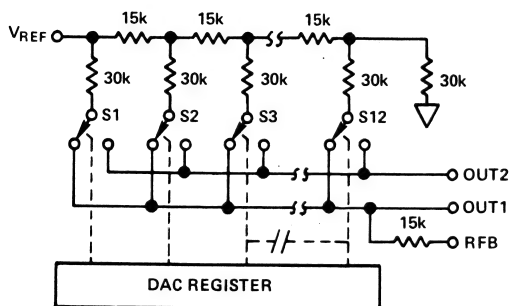 15k 15k 15k
VREF
30k 30k 30k 30k 30k
S1 S2 S3 S12
OUT2
OUT1
15k
RFB
DAC REGISTER